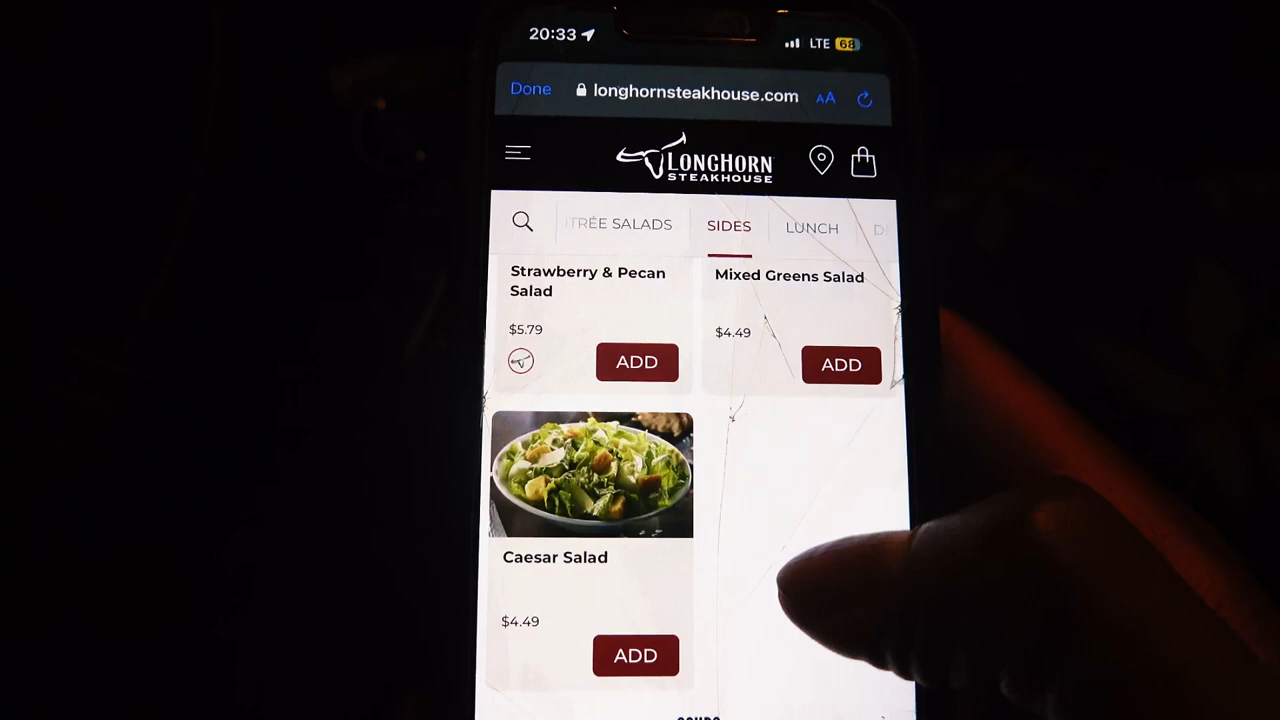 20:33
LTE 68
Done longhornsteakhouse.com AA
LONGHORN
STEAKHOUSE
TRÉE SALADS SIDES LUNCH
Strawberry & Pecan
Salad
Mixed Greens Salad
$5.79
$4.49
ADD
ADD
Caesar Salad
$4.49
ADD